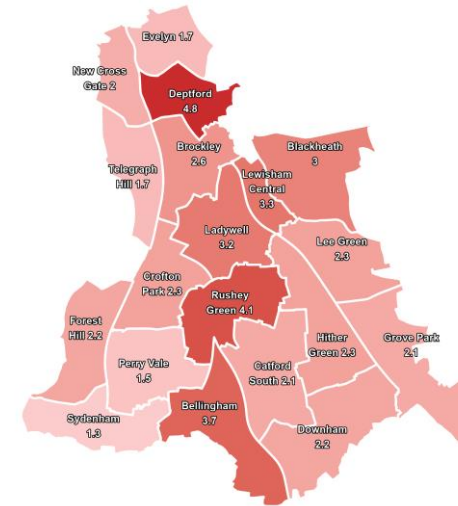 Evelyn 1.7
New Cross
Gate 2
Deptford
4.8
Brockley
2.6
Blackheath
3
Telegraph
Hill 1.7
Lewisham
Central
3.3
Ladywell
3.2
Lee Green
2.3
Crofton
Park 2.3
Rushey
Green 4.1
Forest
Hill 2.2
Hither
Green 2.3
Grove Park
2.1
Perry Vale
1.5
Catford
South 2.1
Bellingham
3.7
Sydenham
1.3
Downham
2.2